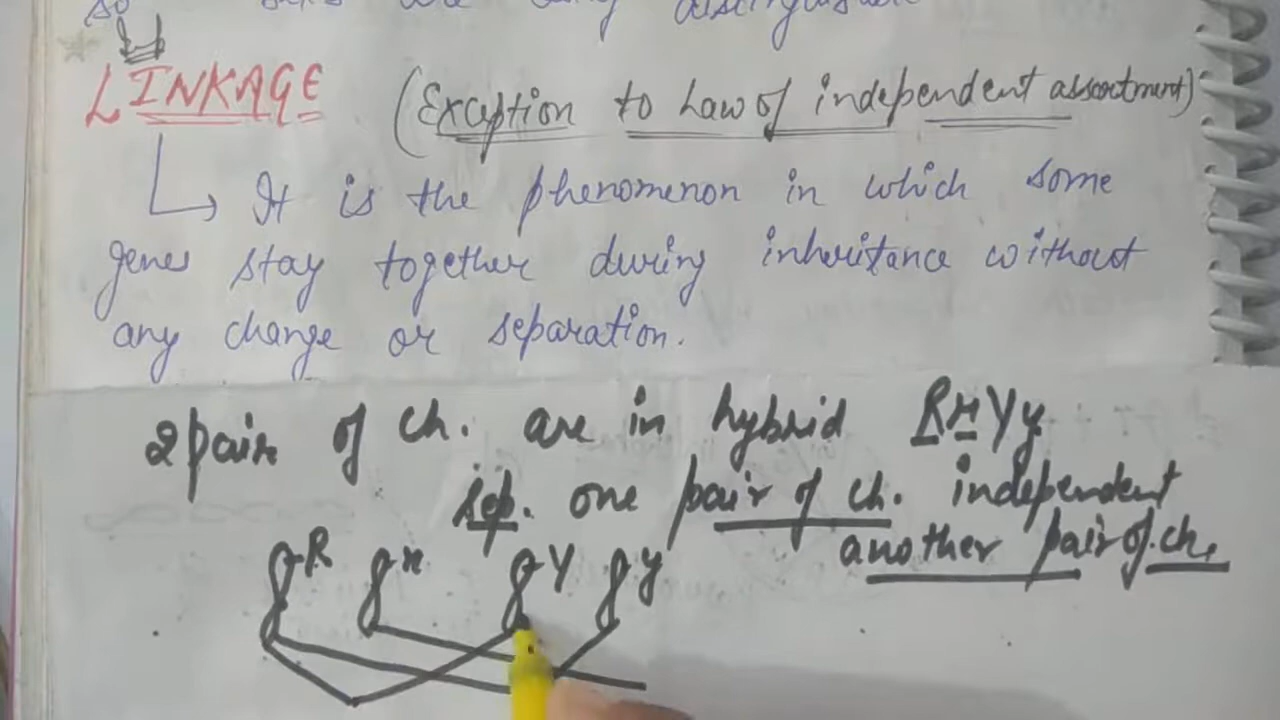 so
LINKAGE (Exception to Law of independent assortment)
It is the phenomenon in which some
genes stay together during inheritance without
any change or separation.
2 pair of ch. are in hybrid RrYy
sep. one pair of ch. independent
another pair of ch.
R r Y y